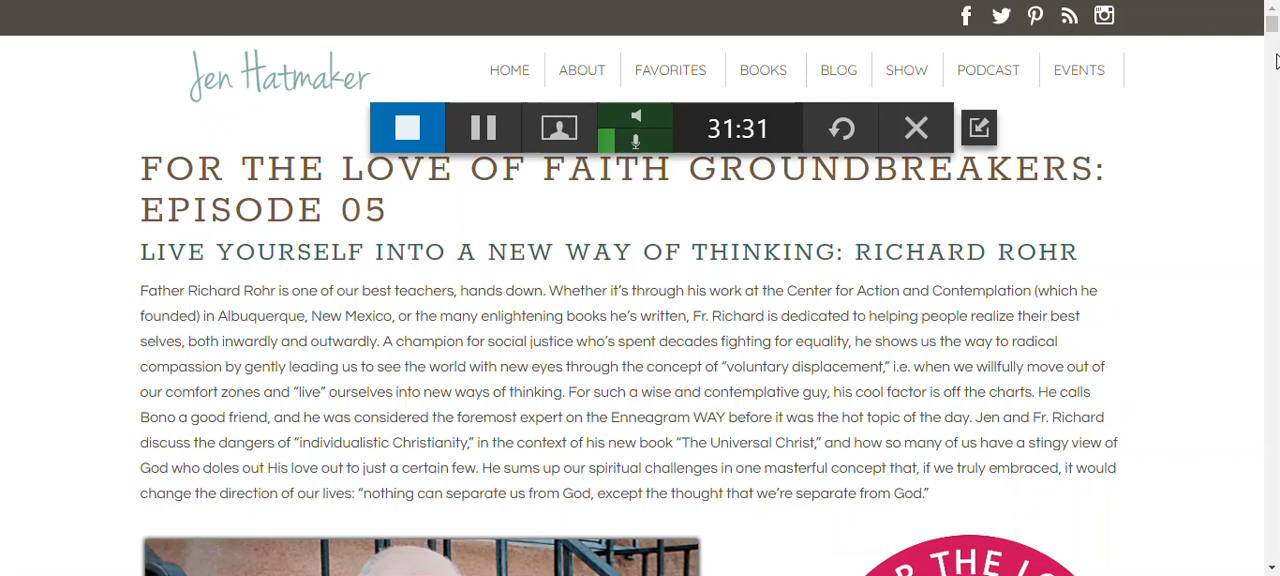 Jen Hatmaker
HOME ABOUT FAVORITES BOOKS BLOG SHOW PODCAST EVENTS
31:31
FOR THE LOVE OF FAITH GROUNDBREAKERS:
EPISODE 05
LIVE YOURSELF INTO A NEW WAY OF THINKING: RICHARD ROHR
Father Richard Rohr is one of our best teachers, hands down. Whether it's through his work at the Center for Action and Contemplation (which he
founded) in Albuquerque, New Mexico, or the many enlightening books he's written, Fr. Richard is dedicated to helping people realize their best
selves, both inwardly and outwardly. A champion for social justice who's spent decades fighting for equality, he shows us the way to radical
compassion by gently leading us to see the world with new eyes through the concept of “voluntary displacement,” i.e. when we willfully move out of
our comfort zones and “live” ourselves into new ways of thinking. For such a wise and contemplative guy, his cool factor is off the charts. He calls
Bono a good friend, and he was considered the foremost expert on the Enneagram WAY before it was the hot topic of the day. Jen and Fr. Richard
discuss the dangers of “individualistic Christianity,” in the context of his new book “The Universal Christ,” and how so many of us have a stingy view of
God who doles out His love out to just a certain few. He sums up our spiritual challenges in one masterful concept that, if we truly embraced, it would
change the direction of our lives: “nothing can separate us from God, except the thought that we're separate from God.”
R THE LO